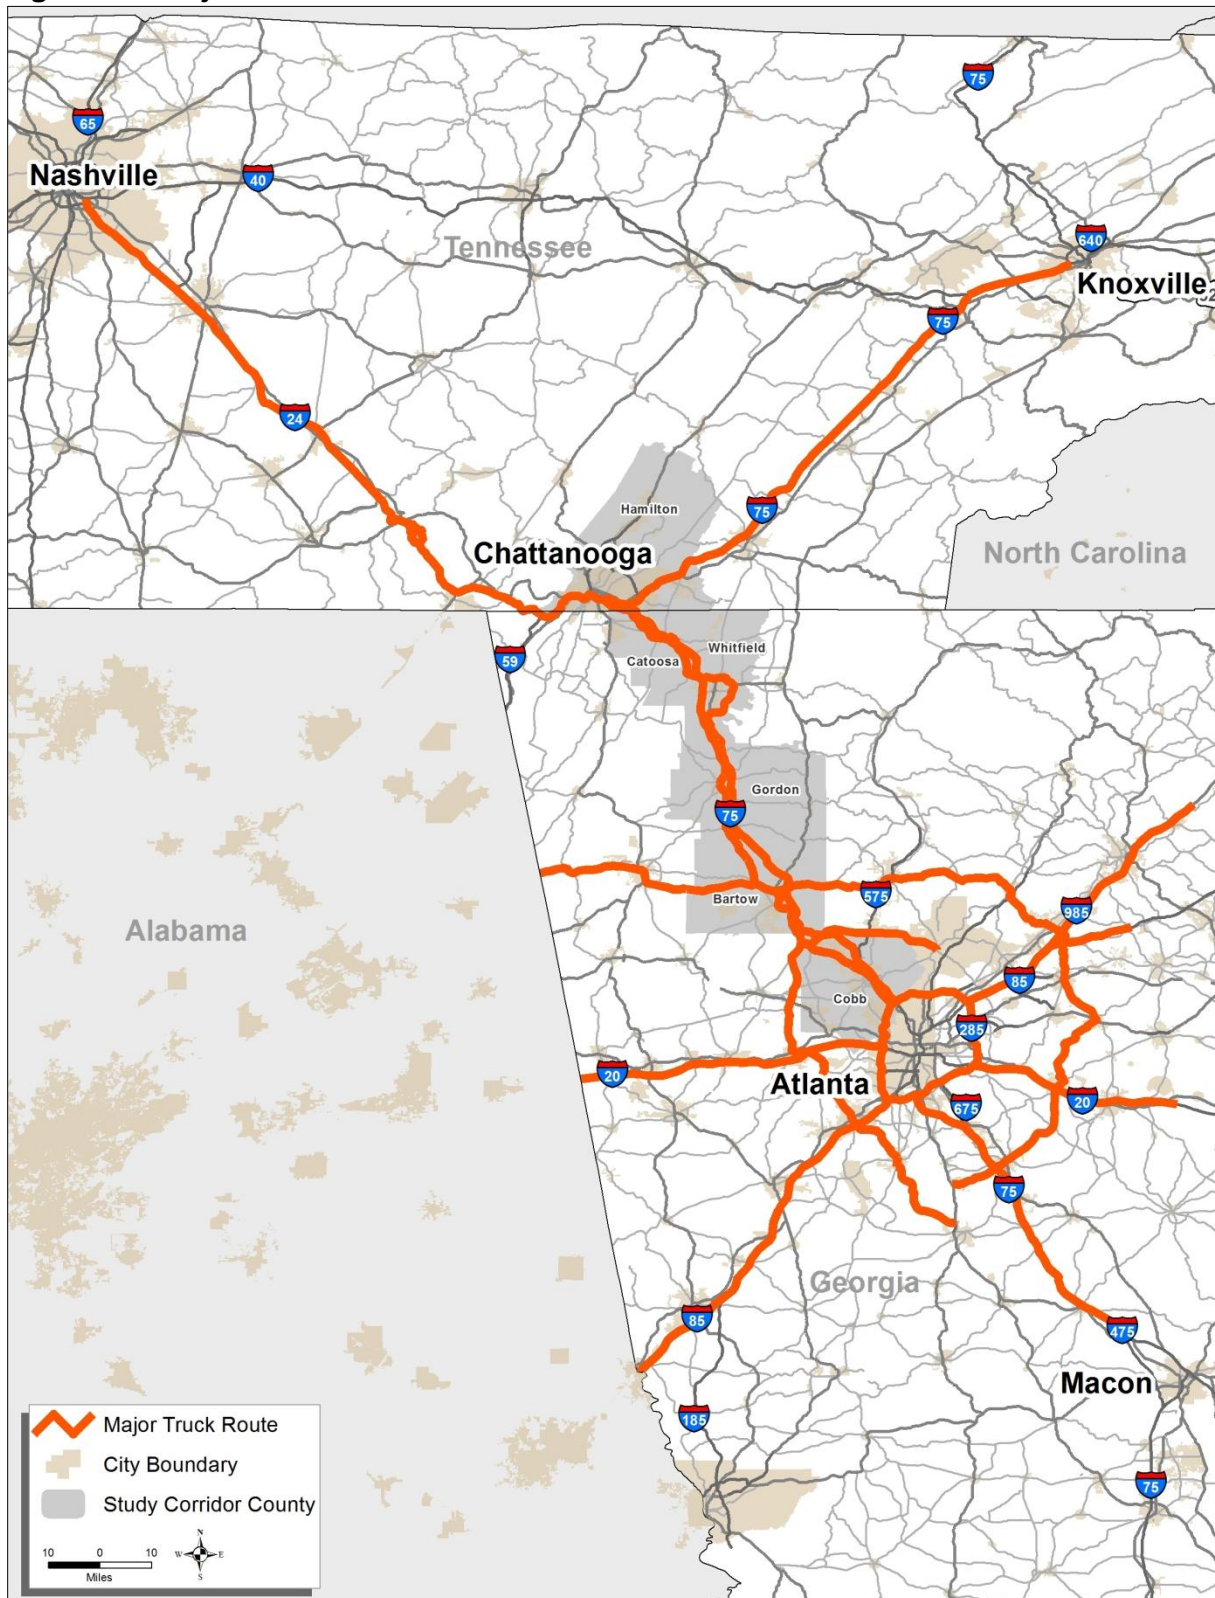 75
65
Nashville
40
Tennessee
640
Knoxville
75
24
75
Hamilton
Chattanooga
North Carolina
59
Catoosa
Whitfield
Gordon
75
575
Bartow
985
Alabama
85
Cobb
285
20
Atlanta
675
20
75
Georgia
85
475
Macon
185
75
Major Truck Route
City Boundary
Study Corridor County
10 0 10
Miles
N
W E
S